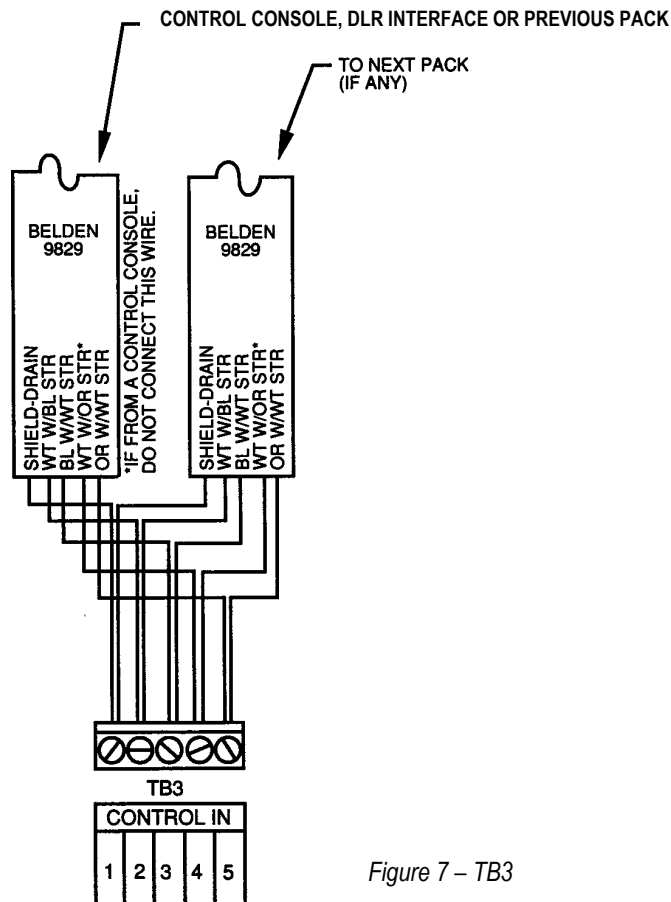 CONTROL CONSOLE, DLR INTERFACE OR PREVIOUS PACK
TO NEXT PACK
(IF ANY)
BELDEN
9829
SHIELD-DRAIN
WT W/BL STR
BL W/WT STR
WT W/OR STR*
OR W/WT STR
*IF FROM A CONTROL CONSOLE,
DO NOT CONNECT THIS WIRE.
BELDEN
9829
SHIELD-DRAIN
WT W/BL STR
BL W/WT STR
WT W/OR STR*
OR W/WT STR
TB3
CONTROL IN
1 2 3 4 5
Figure 7 – TB3